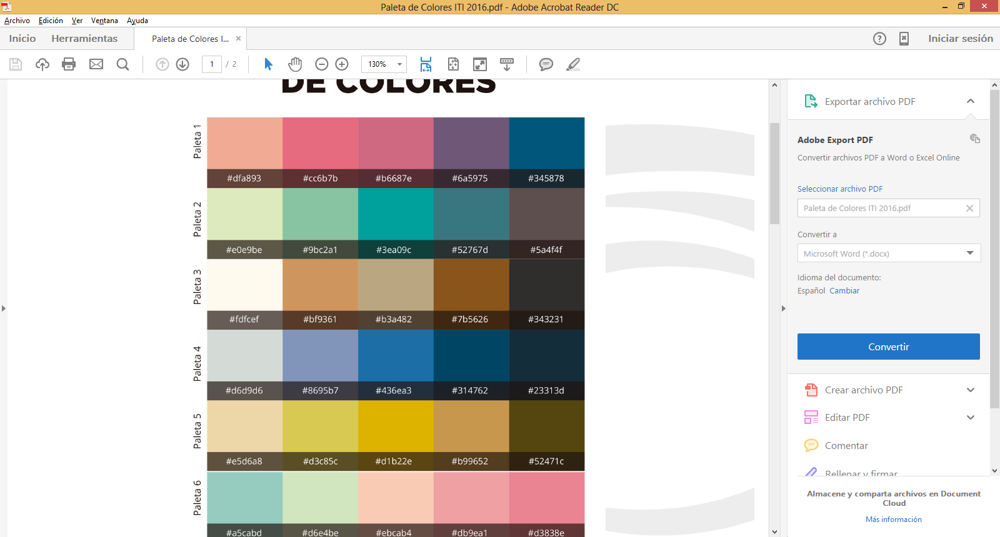 Paleta de Colores ITI 2016.pdf - Adobe Acrobat Reader DC
Archivo Edición Ver Ventana Ayuda
Inicio Herramientas Paleta de Colores I... Iniciar sesión
1 / 2 130%
DE COLORES
Paleta 1
#dfa893 #cc6b7b #b6687e #6a5975 #345878
Paleta 2
#e0e9be #9bc2a1 #3ea09c #52767d #5a4f4f
Paleta 3
#fdfcef #bf9361 #b3a482 #7b5626 #343231
Paleta 4
#d6d9d6 #8695b7 #436ea3 #314762 #23313d
Paleta 5
#e5d6a8 #d3c85c #d1b22e #b99652 #52471c
Paleta 6
#a5cabd #d6e4be #ebcab4 #db9ea1 #d3838e
Exportar archivo PDF
Adobe Export PDF
Convertir archivos PDF a Word o Excel Online
Seleccionar archivo PDF
Paleta de Colores ITI 2016.pdf
Convertir a
Microsoft Word (*.docx)
Idioma del documento:
Español Cambiar
Convertir
Crear archivo PDF
Editar PDF
Comentar
Rellenar y firmar
Almacene y comparta archivos en Document
Cloud
Más información